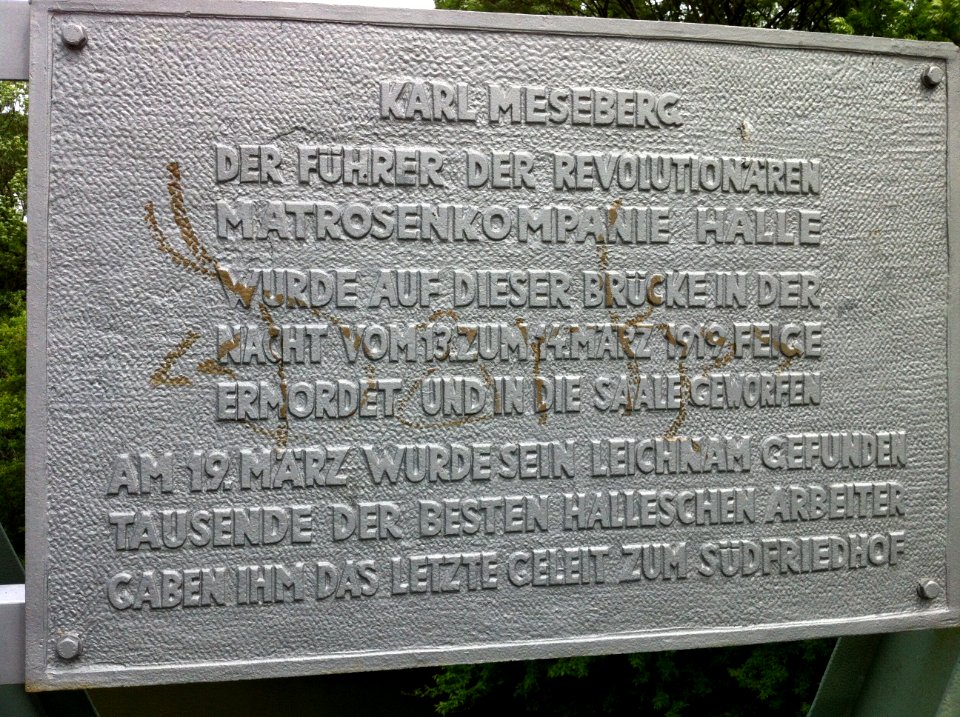 KARL MESEBERG
DER FÜHRER DER REVOLUTIONÄREN
MATROSENKOMPANIE HALLE
WURDE AUF DIESER BRÜCKE IN DER
NACHT VOM 13. ZUM 14. MÄRZ 1919 FEIGE
ERMORDET UND IN DIE SAALE GEWORFEN
AM 19. MÄRZ WURDE SEIN LEICHNAM GEFUNDEN
TAUSENDE DER BESTEN HALLESCHEN ARBEITER
GABEN IHM DAS LETZTE GELEIT ZUM SÜDFRIEDHOF